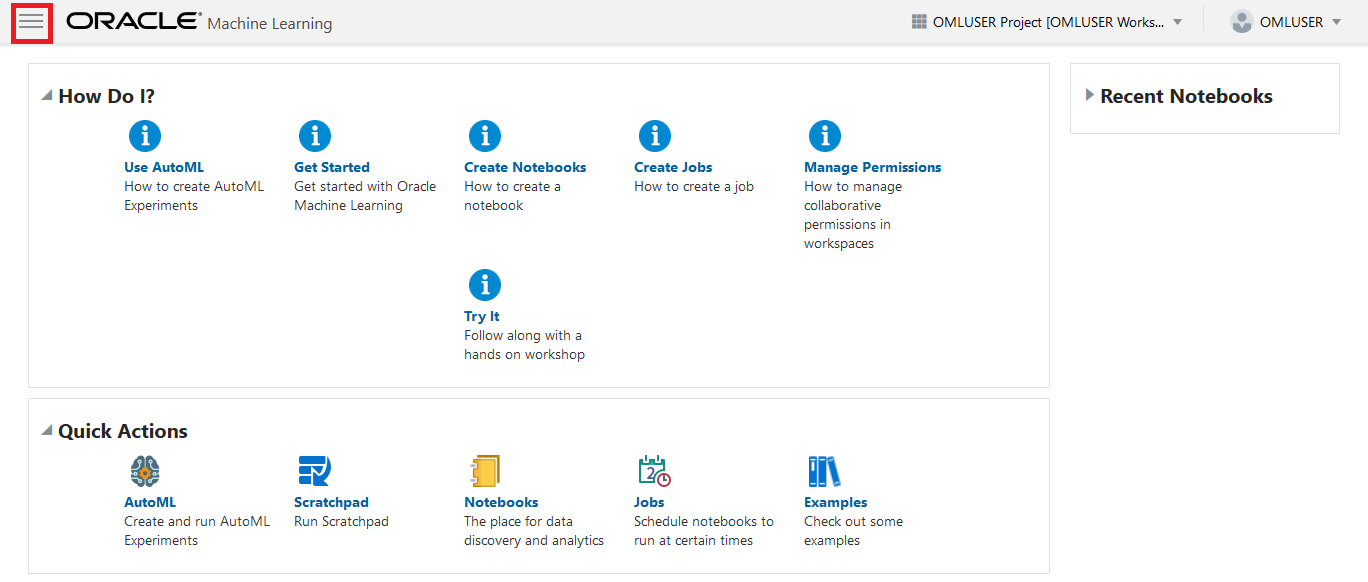 ORACLE® Machine Learning
OMLUSER Project [OMLUSER Works...
OMLUSER
How Do I?
Use AutoML
How to create AutoML
Experiments
Get Started
Get started with Oracle
Machine Learning
Create Notebooks
How to create a
notebook
Create Jobs
How to create a job
Manage Permissions
How to manage
collaborative
permissions in
workspaces
Try It
Follow along with a
hands on workshop
Recent Notebooks
Quick Actions
AutoML
Create and run AutoML
Experiments
Scratchpad
Run Scratchpad
Notebooks
The place for data
discovery and analytics
2
Jobs
Schedule notebooks to
run at certain times
Examples
Check out some
examples